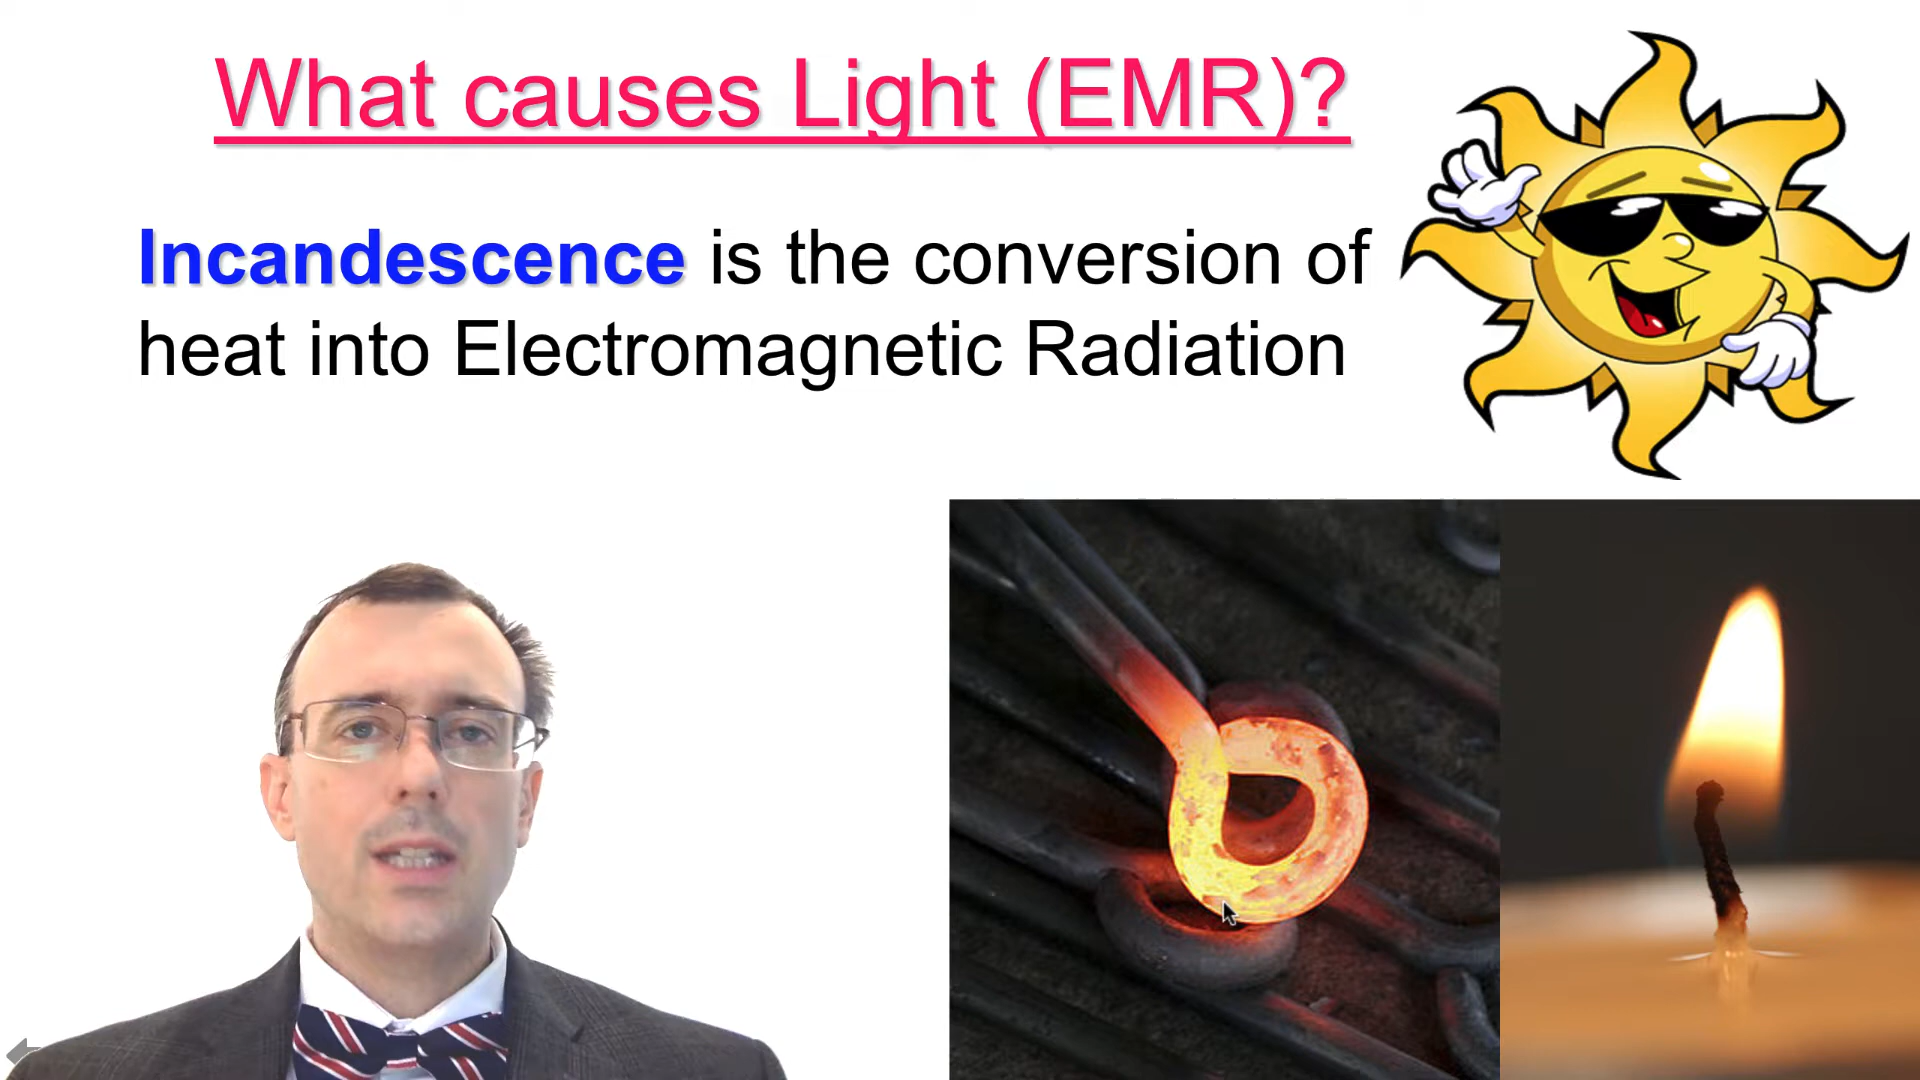 What causes Light (EMR)?
Incandescence is the conversion of
heat into Electromagnetic Radiation